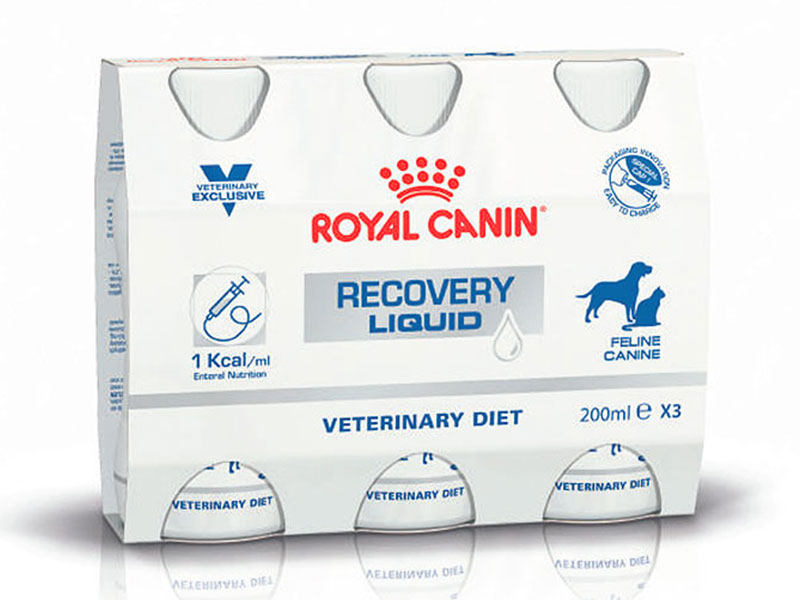 VETERINARY
EXCLUSIVE
ROYAL CANIN®
PACKAGING INNOVATION
SPECIAL
CAP!
EASY TO CHARGE
RECOVERY
LIQUID
1 Kcal/ml
Enteral Nutrition
FELINE
CANINE
VETERINARY DIET
200ml e X3
VETERINARY DIET
VETERINARY DIET
VETERINARY DIET